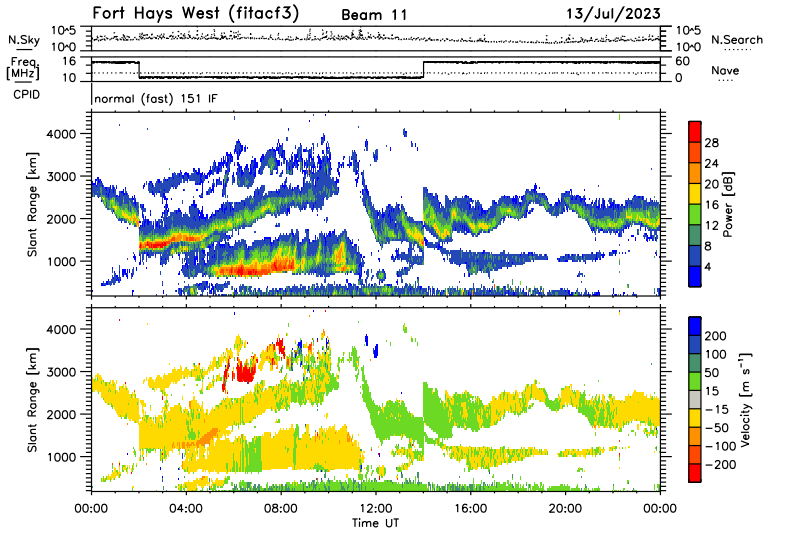 Fort Hays West (fitacf3) Beam 11 13/Jul/2023
N.Sky 10^5 10^0 10^5 10^0 N.Search
Freq. [MHz] 16 10 60 0 Nave
CPID normal (fast) 151 IF
Slant Range [km] 4000 3000 2000 1000
Power [dB] 28 24 20 16 12 8 4
Slant Range [km] 4000 3000 2000 1000
Velocity [m s⁻¹] 200 100 50 15 −15 −50 −100 −200
00:00 04:00 08:00 12:00 16:00 20:00 00:00
Time UT